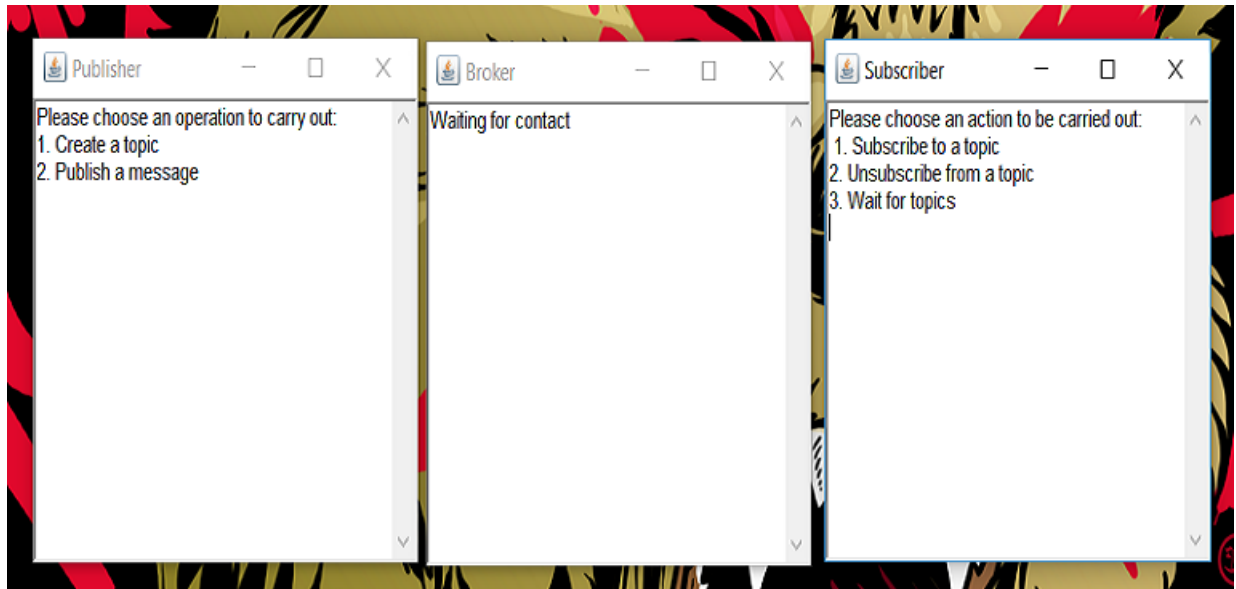 Publisher
Please choose an operation to carry out:
1. Create a topic
2. Publish a message
Broker
Waiting for contact
Subscriber
Please choose an action to be carried out:
1. Subscribe to a topic
2. Unsubscribe from a topic
3. Wait for topics